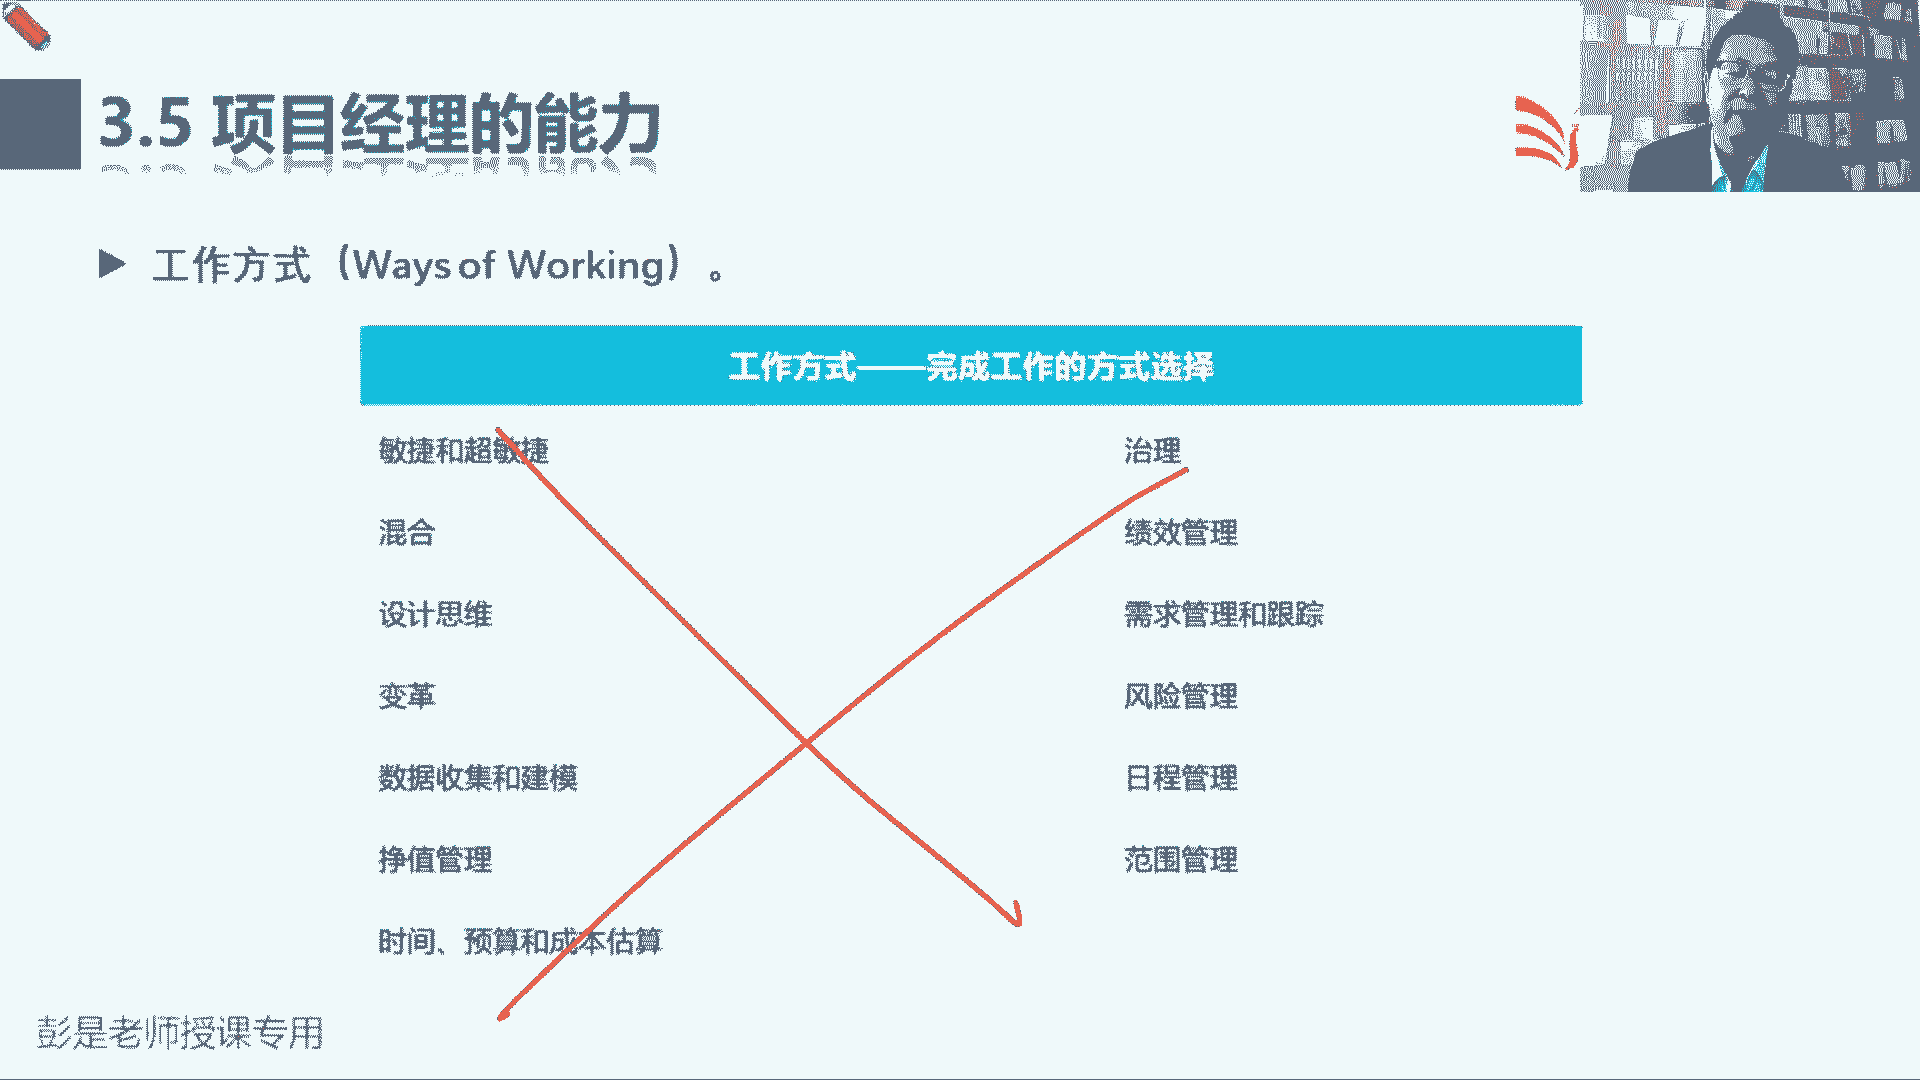 3.5 项目经理的能力
工作方式（Ways of Working）。
工作方式——完成工作的方式选择
敏捷和超敏捷
治理
混合
绩效管理
设计思维
需求管理和跟踪
变革
风险管理
数据收集和建模
日程管理
挣值管理
范围管理
时间、预算和成本估算
彭是老师授课专用